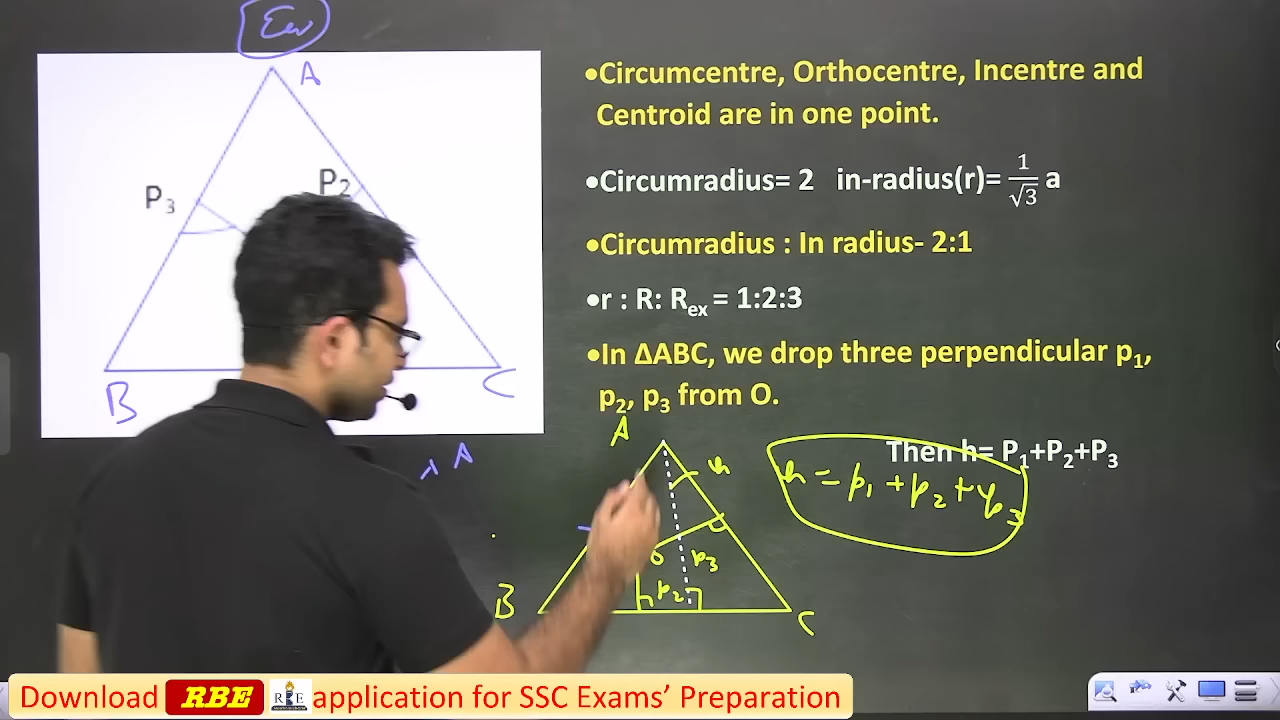 A
P₃
P₂
B
C
•Circumcentre, Orthocentre, Incentre and
Centroid are in one point.
•Circumradius= 2 in-radius(r)= 1/√3 a
•Circumradius : In radius- 2:1
•r : R: Rₑₓ = 1:2:3
•In ΔABC, we drop three perpendicular p₁,
p₂, p₃ from O.
Then h= P₁+P₂+P₃
h = p₁ + p₂ + p₃
A
A
h
O
p₃
p₂
B
C
Download RBE RBE application for SSC Exams' Preparation